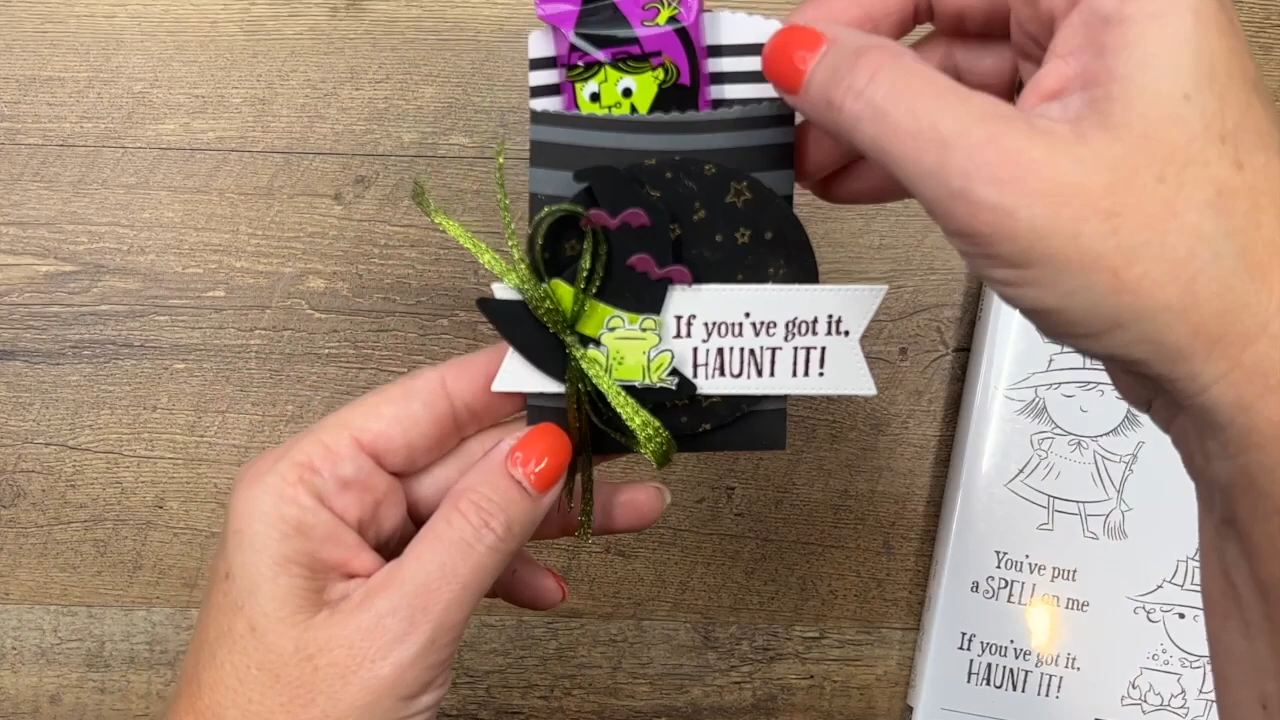 If you've got it,
HAUNT IT!
You've put
a SPELL on me
If you've got it,
HAUNT IT!